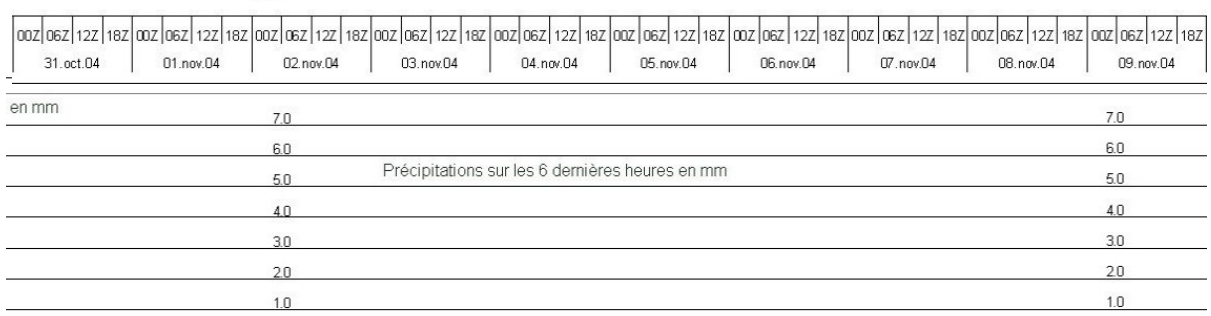 00Z 06Z 12Z 18Z 00Z 06Z 12Z 18Z 00Z 06Z 12Z 18Z 00Z 06Z 12Z 18Z 00Z 06Z 12Z 18Z 00Z 06Z 12Z 18Z 00Z 06Z 12Z 18Z 00Z 06Z 12Z 18Z 00Z 06Z 12Z 18Z 00Z 06Z 12Z 18Z
31.oct.04 01.nov.04 02.nov.04 03.nov.04 04.nov.04 05.nov.04 06.nov.04 07.nov.04 08.nov.04 09.nov.04
en mm
7.0 7.0
6.0 6.0
Précipitations sur les 6 dernières heures en mm
5.0 5.0
4.0 4.0
3.0 3.0
2.0 2.0
1.0 1.0